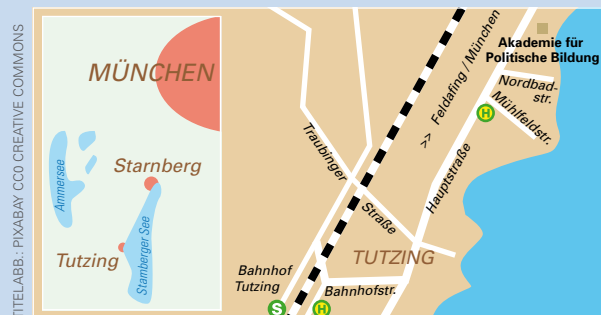 TITELABB.: PIXABAY CC0 CREATIVE COMMONS
MÜNCHEN
Ammersee
Starnberg
Starnberger See
Tutzing
>> Feldafing / München
Akademie für
Politische Bildung
Nordbad-
str.
Mühlfeldstr.
H
Traubinger
Straße
Hauptstraße
TUTZING
Bahnhof
Tutzing
Bahnhofstr.
S
H